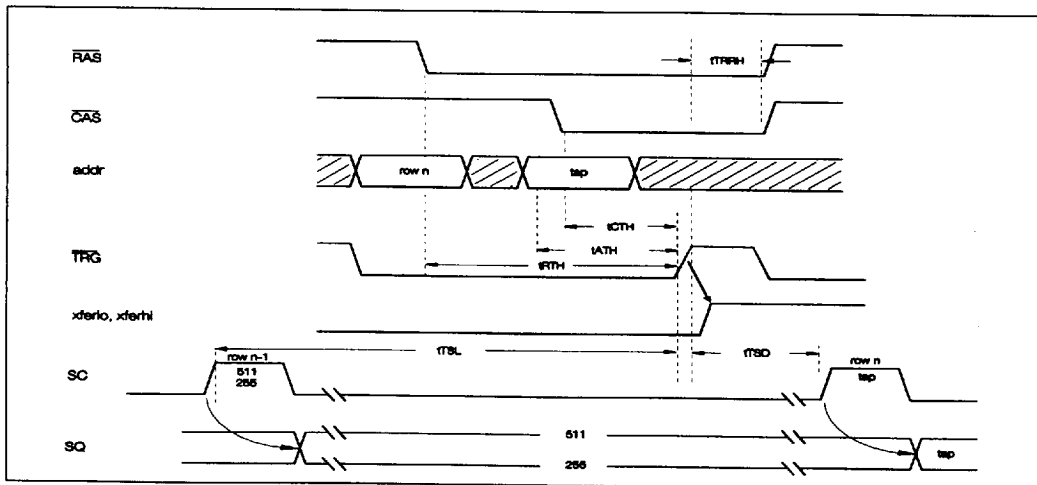 RAS
tTRRH
CAS
addr
row n
tap
tCTH
TRG
tATH
tRTH
xferlo, xferhi
tTSL
tTSD
SC
row n-1
511
255
row n
tap
SQ
511
255
tap